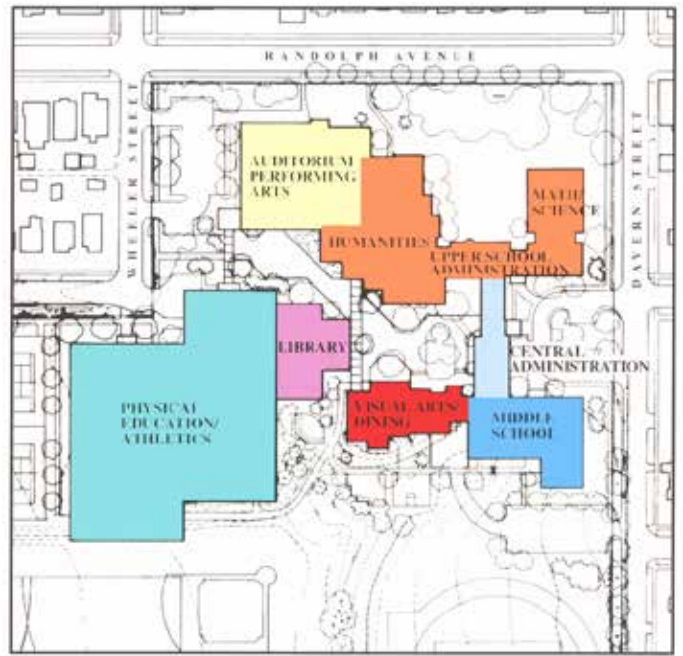 RANDOLPH AVENUE
WHEELER STREET
DAVERN STREET
AUDITORIUM
PERFORMING
ARTS
MATH/
SCIENCE
HUMANITIES
UPPER SCHOOL
ADMINISTRATION
LIBRARY
CENTRAL
ADMINISTRATION
PHYSICAL
EDUCATION/
ATHLETICS
VISUAL ARTS/
DINING
MIDDLE
SCHOOL